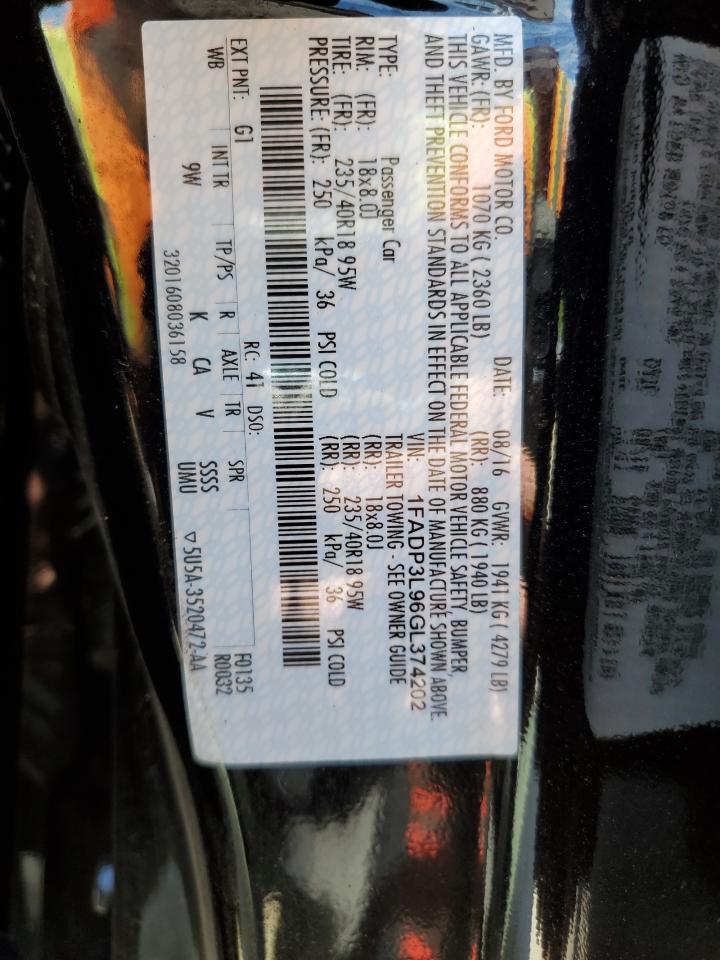 MFD. BY FORD MOTOR CO. DATE: 08/16 GVWR: 1941 KG ( 4279 LB)
GAWR: (FR): 1070 KG ( 2360 LB) (RR): 880 KG ( 1940 LB)
THIS VEHICLE CONFORMS TO ALL APPLICABLE FEDERAL MOTOR VEHICLE SAFETY, BUMPER,
AND THEFT PREVENTION STANDARDS IN EFFECT ON THE DATE OF MANUFACTURE SHOWN ABOVE.
VIN: 1FADP3L96GL374202
TYPE: Passenger Car TRAILER TOWING - SEE OWNER GUIDE
RIM: (FR): 18x8.0J (RR): 18x8.0J
TIRE: (FR): 235/40R18 95W (RR): 235/40R18 95W
PRESSURE: (FR): 250 kPa/ 36 PSI COLD (RR): 250 kPa/ 36 PSI COLD
RC: 41 DSO: F0135
EXT PNT: G1 R0032
WB INT TR TP/PS R AXLE TR SPR
9W K CA V SSSS
UMU
3201608036158 ▽5U5A-3520472-AA